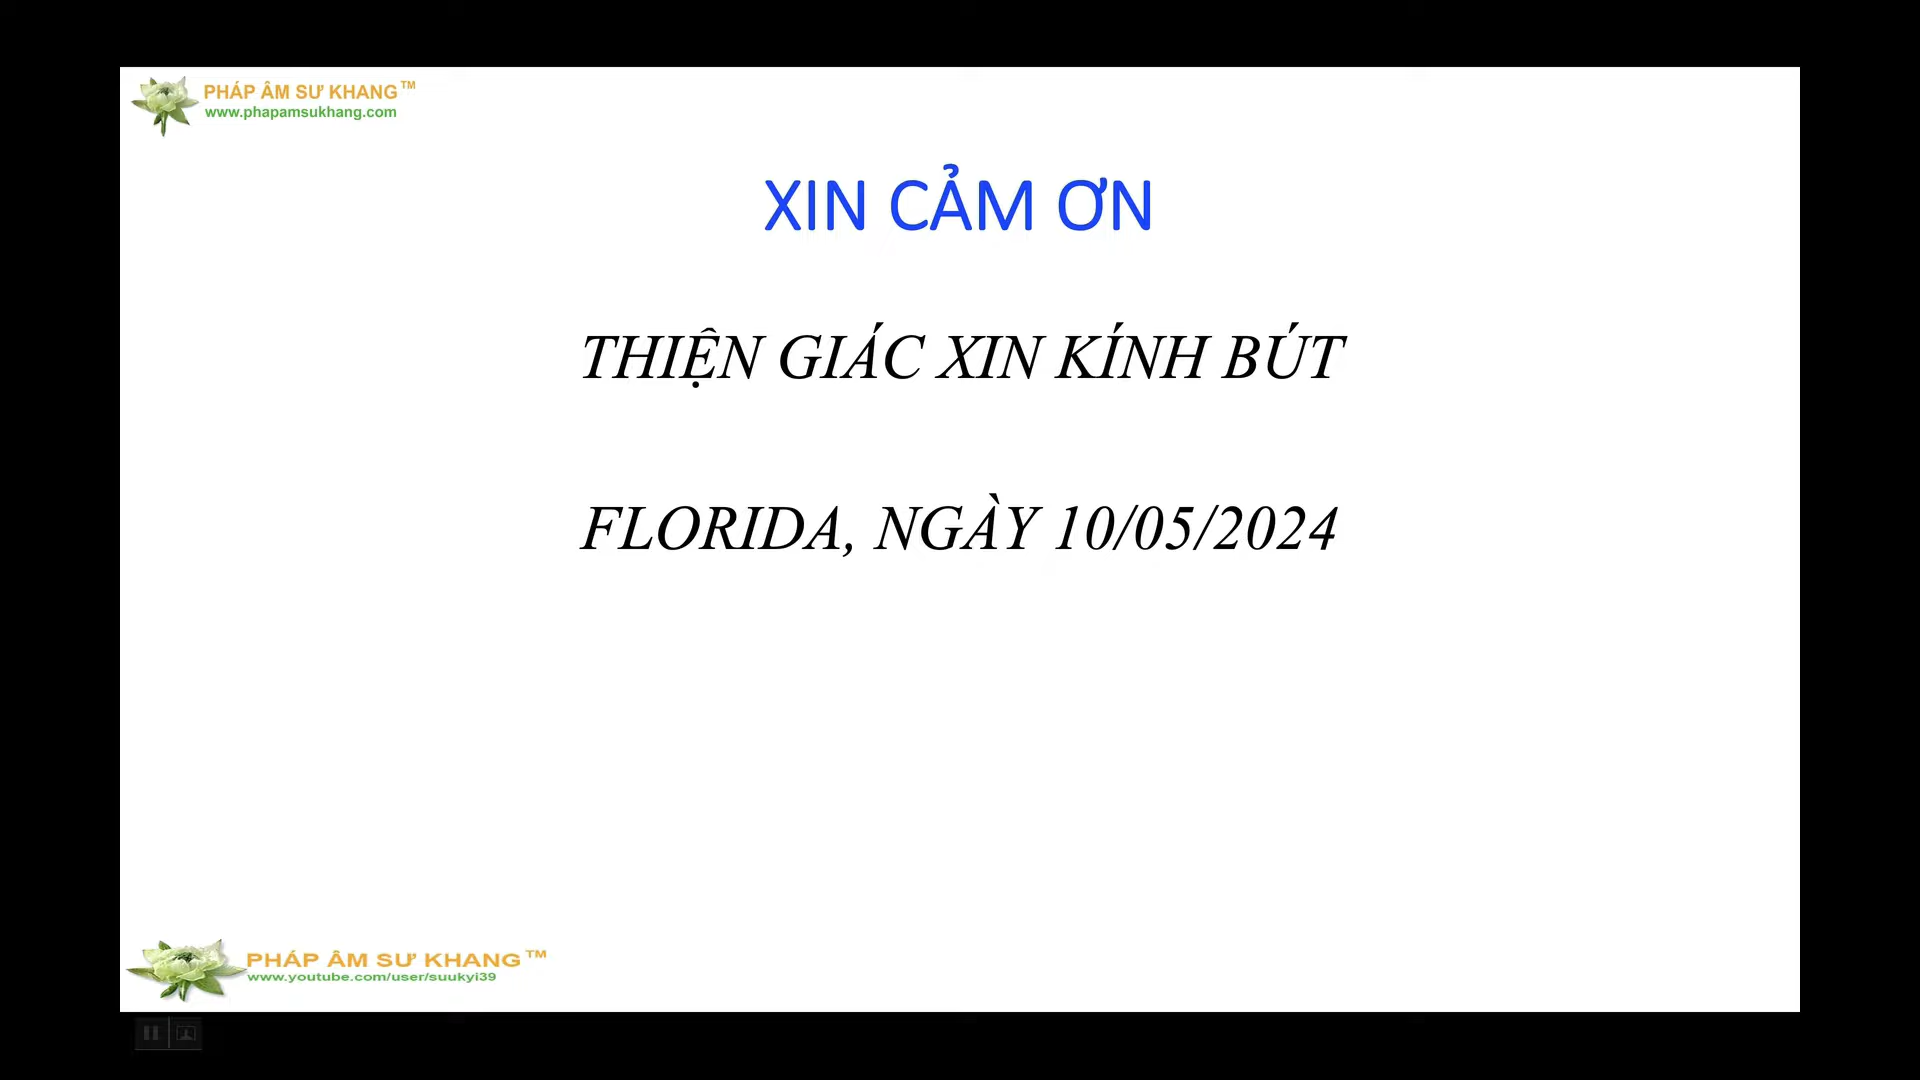 PHÁP ÂM SƯ KHANG™
www.phapamsukhang.com
XIN CẢM ƠN
THIỆN GIÁC XIN KÍNH BÚT
FLORIDA, NGÀY 10/05/2024
PHÁP ÂM SƯ KHANG™
www.youtube.com/user/suukyi39